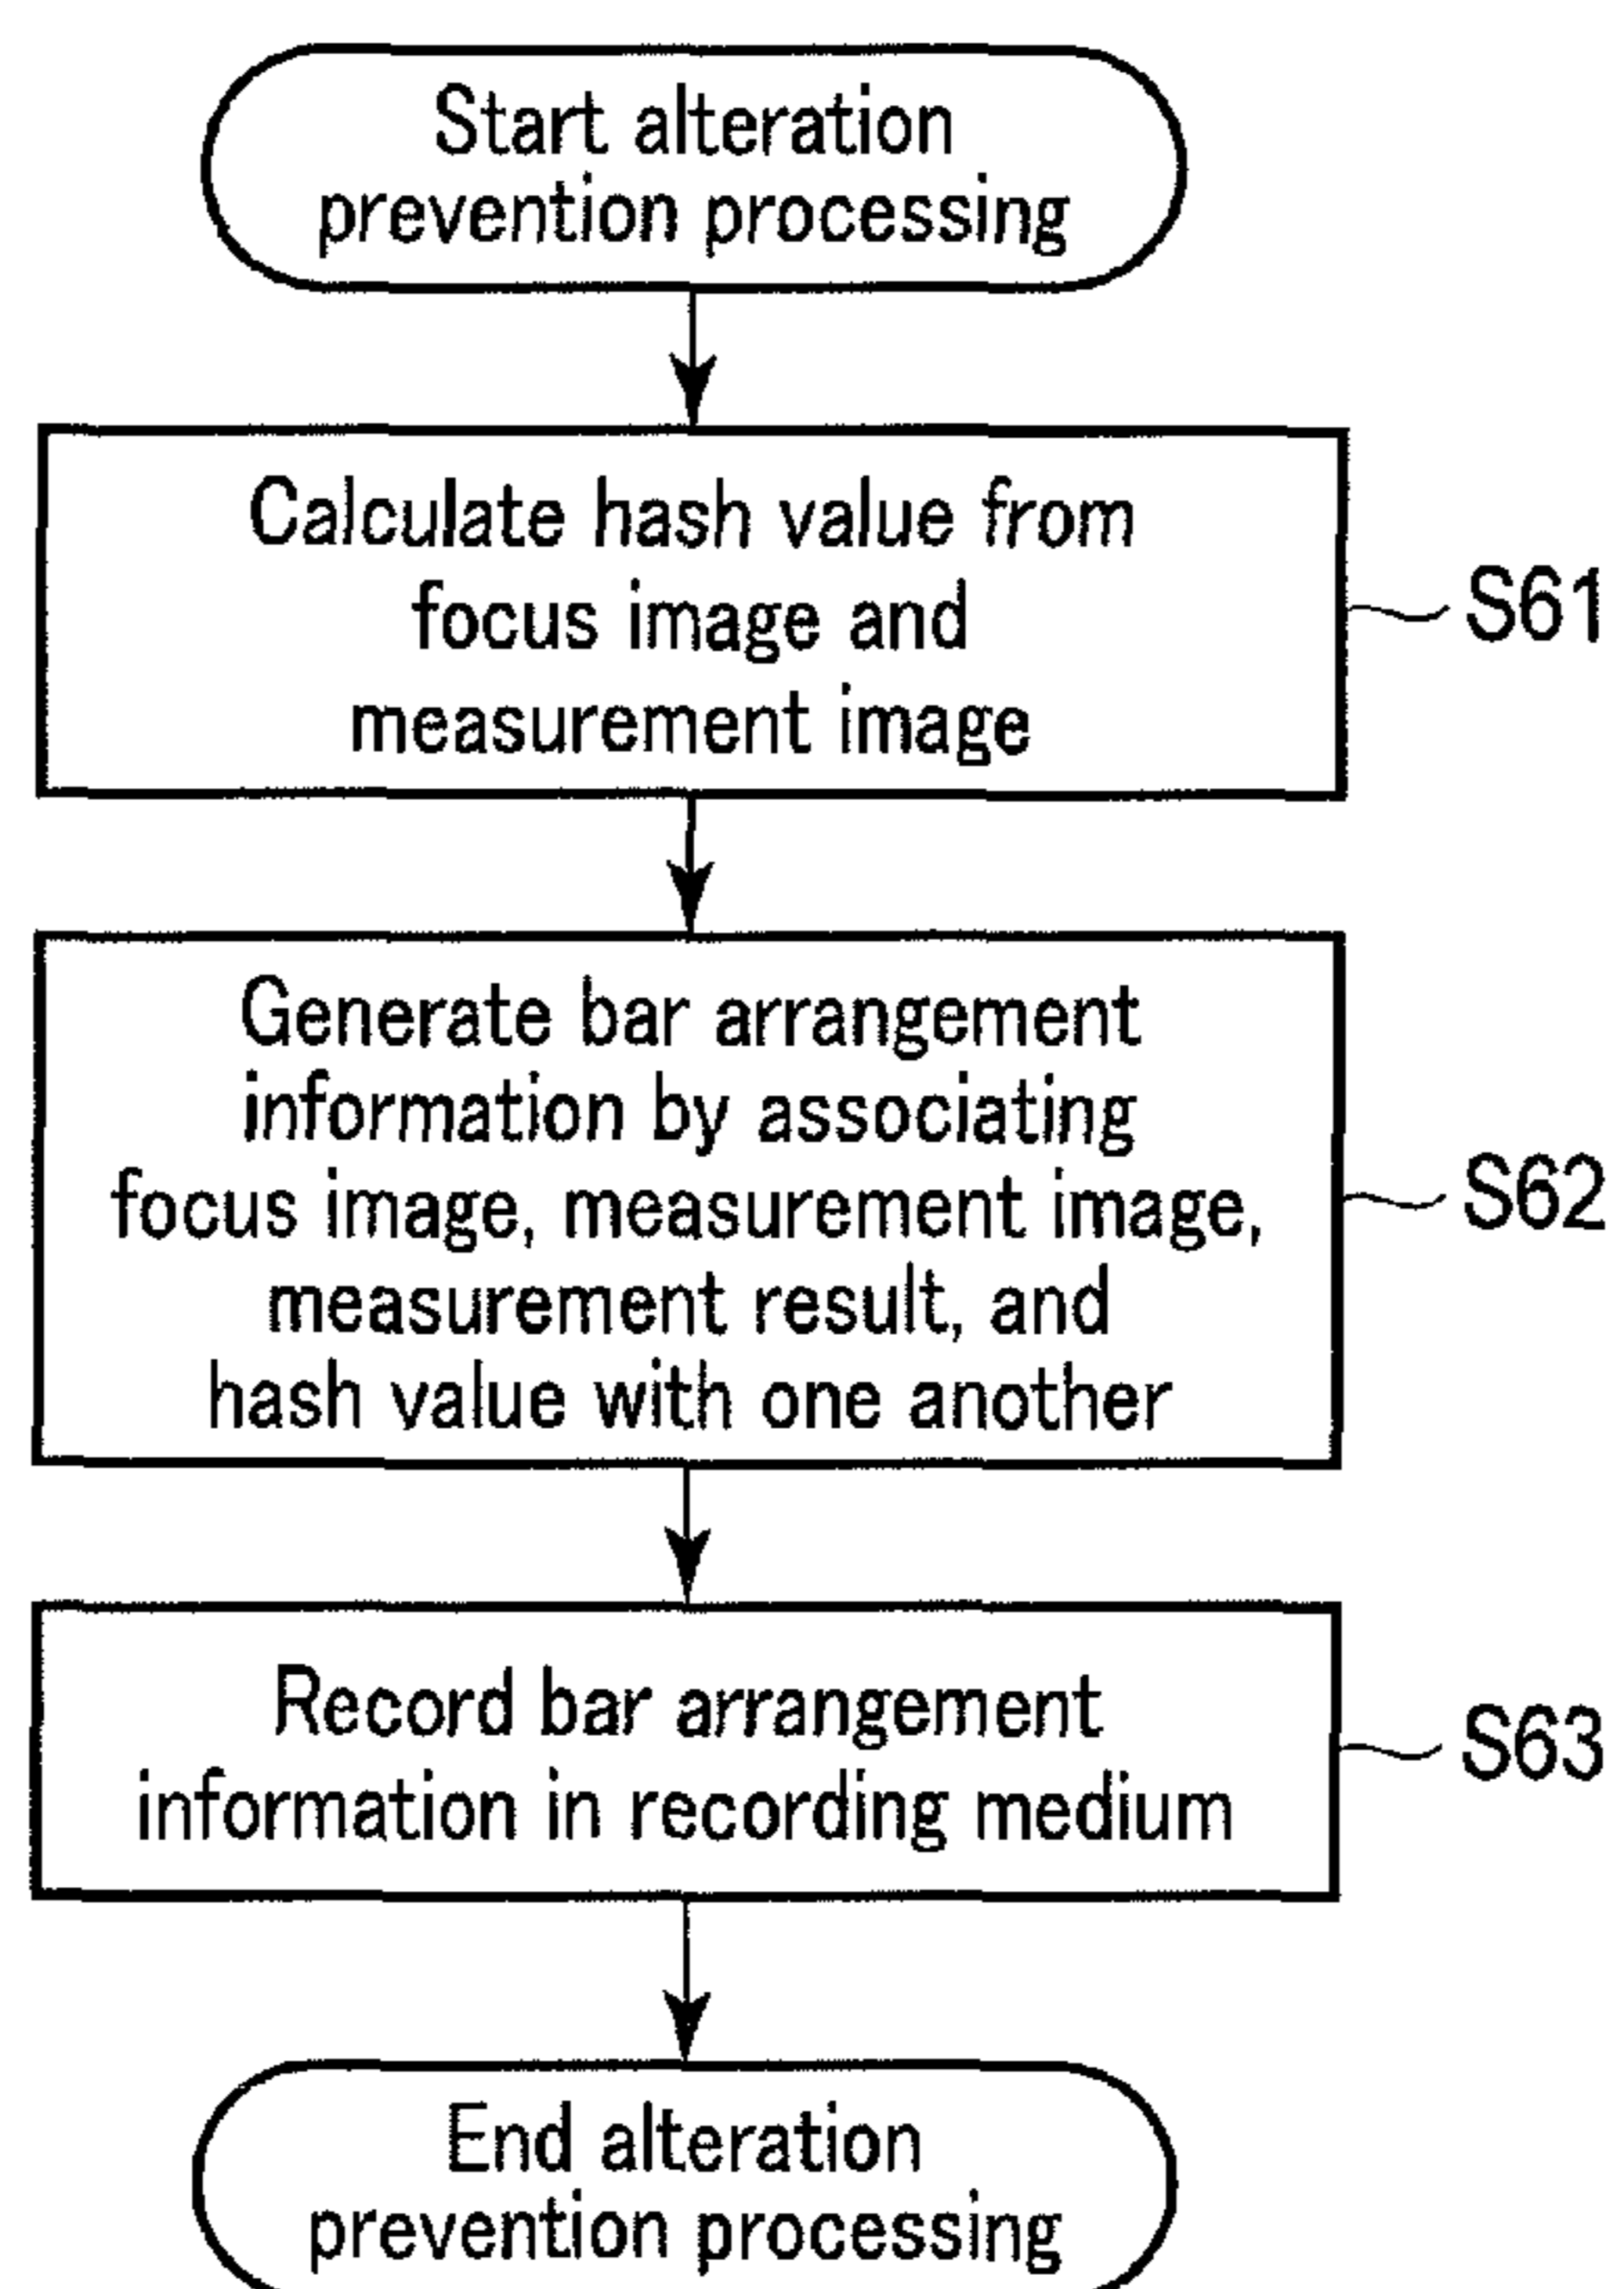 Start alteration
prevention processing
Calculate hash value from
focus image and
measurement image
S61
Generate bar arrangement
information by associating
focus image, measurement image,
measurement result, and
hash value with one another
S62
Record bar arrangement
information in recording medium
S63
End alteration
prevention processing